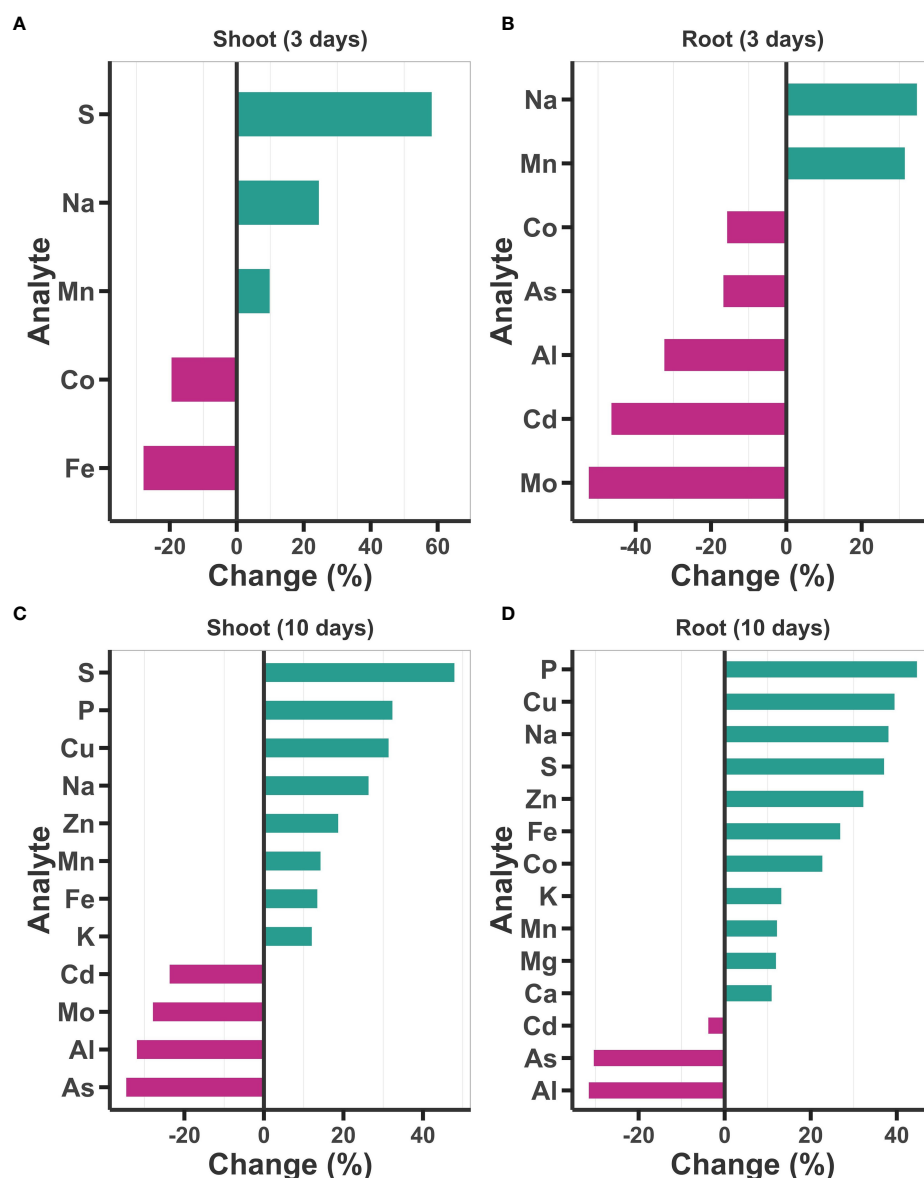 A
Shoot (3 days)
Analyte
S
Na
Mn
Co
Fe
-20 0 20 40 60
Change (%)
B
Root (3 days)
Analyte
Na
Mn
Co
As
Al
Cd
Mo
-40 -20 0 20
Change (%)
C
Shoot (10 days)
Analyte
S
P
Cu
Na
Zn
Mn
Fe
K
Cd
Mo
Al
As
-20 0 20 40
Change (%)
D
Root (10 days)
Analyte
P
Cu
Na
S
Zn
Fe
Co
K
Mn
Mg
Ca
Cd
As
Al
-20 0 20 40
Change (%)